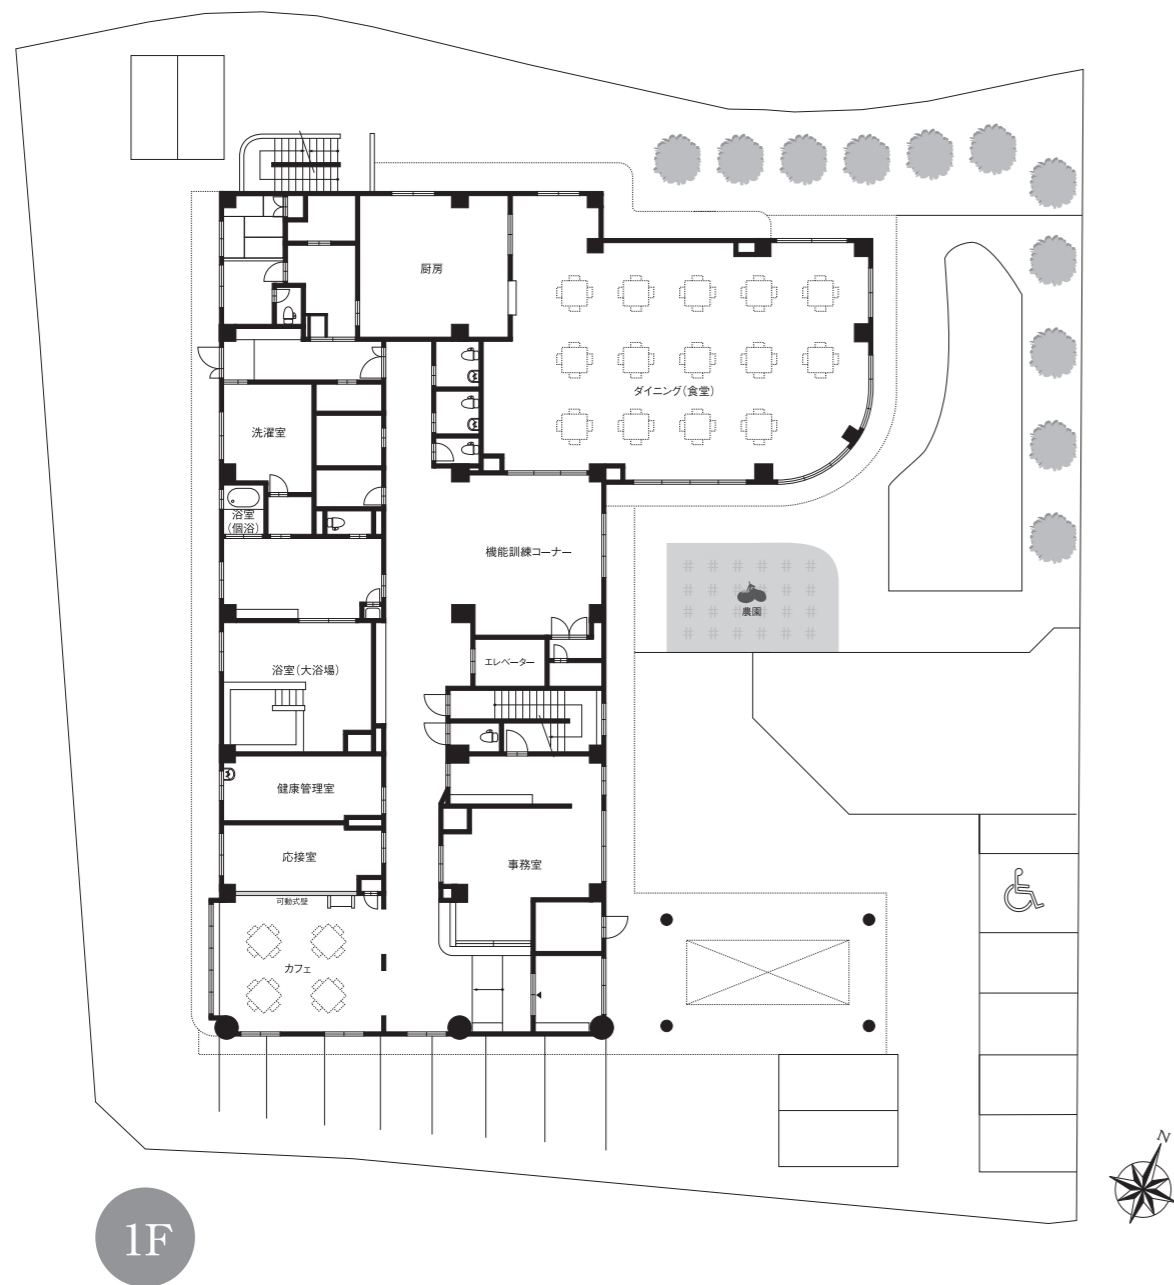 厨房
ダイニング(食堂)
洗濯室
浴室
(個浴)
機能訓練コーナー
農園
エレベーター
浴室(大浴場)
健康管理室
応接室
事務室
可動式壁
カフェ
N
1F